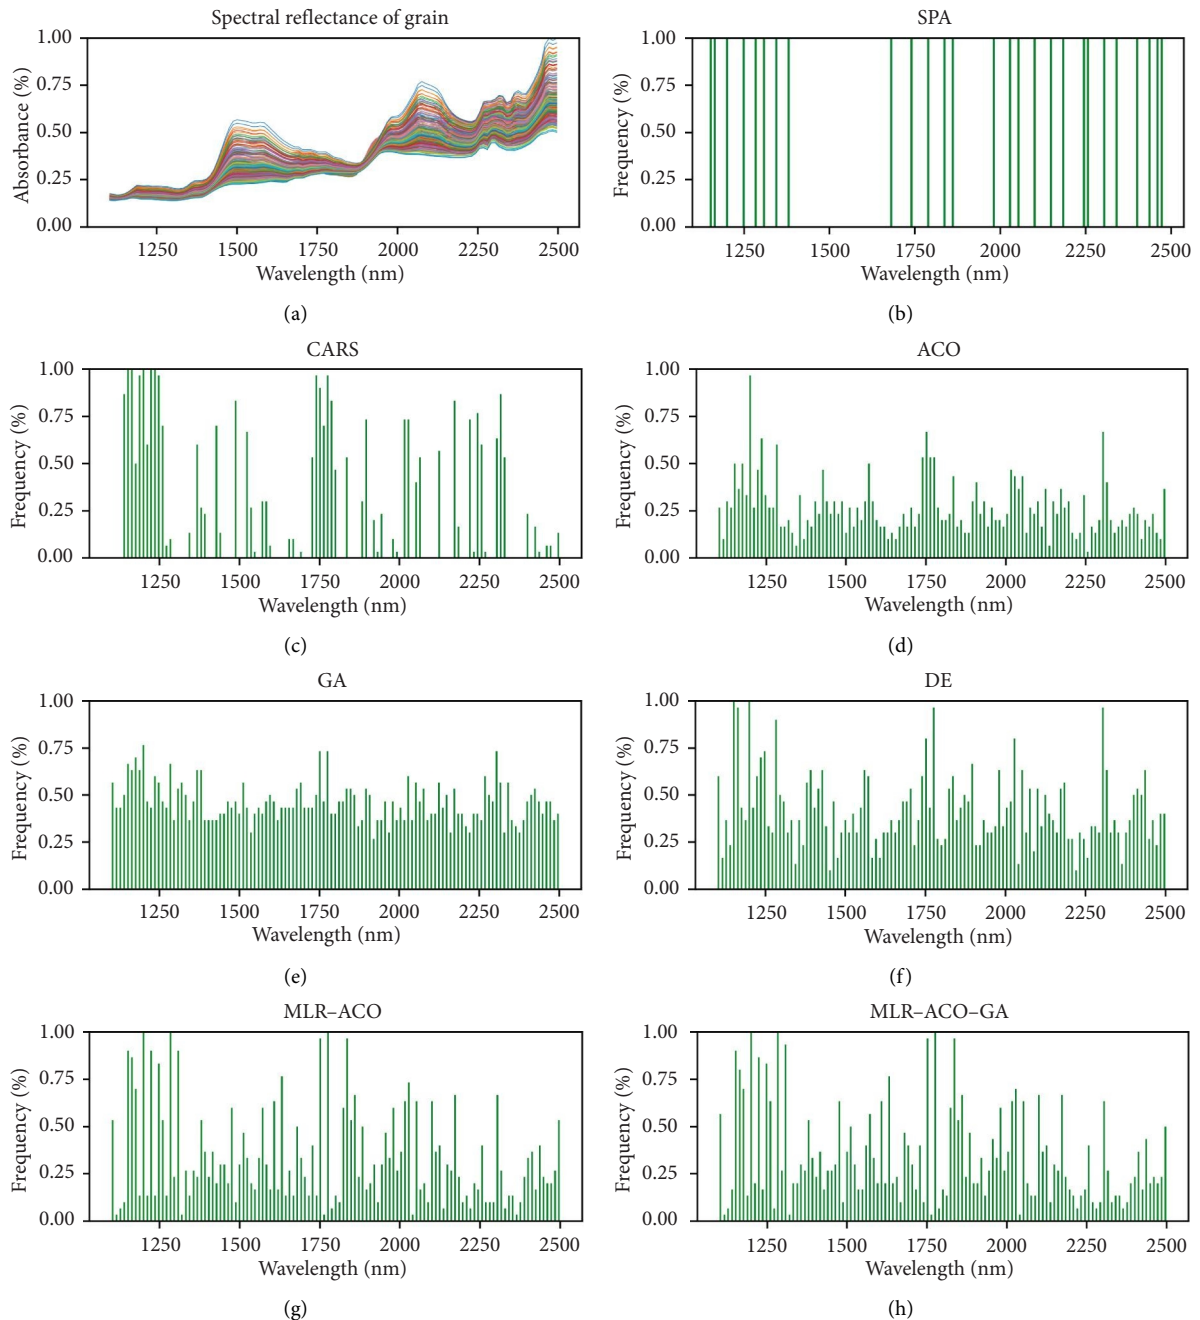 Spectral reflectance of grain
Absorbance (%)
1.00
0.75
0.50
0.25
0.00
1250 1500 1750 2000 2250 2500
Wavelength (nm)
(a)
SPA
Frequency (%)
1.00
0.75
0.50
0.25
0.00
1250 1500 1750 2000 2250 2500
Wavelength (nm)
(b)
CARS
Frequency (%)
1.00
0.75
0.50
0.25
0.00
1250 1500 1750 2000 2250 2500
Wavelength (nm)
(c)
ACO
Frequency (%)
1.00
0.75
0.50
0.25
0.00
1250 1500 1750 2000 2250 2500
Wavelength (nm)
(d)
GA
Frequency (%)
1.00
0.75
0.50
0.25
0.00
1250 1500 1750 2000 2250 2500
Wavelength (nm)
(e)
DE
Frequency (%)
1.00
0.75
0.50
0.25
0.00
1250 1500 1750 2000 2250 2500
Wavelength (nm)
(f)
MLR–ACO
Frequency (%)
1.00
0.75
0.50
0.25
0.00
1250 1500 1750 2000 2250 2500
Wavelength (nm)
(g)
MLR–ACO–GA
Frequency (%)
1.00
0.75
0.50
0.25
0.00
1250 1500 1750 2000 2250 2500
Wavelength (nm)
(h)